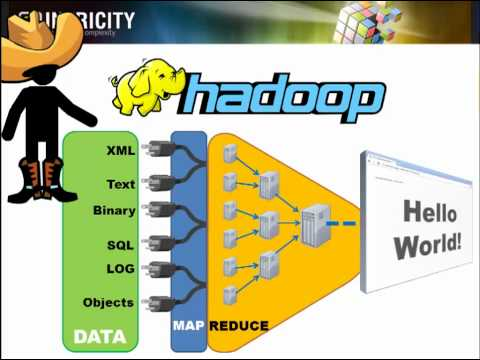 hadoop
XML
Text
Binary
SQL
LOG
Objects
DATA
MAP REDUCE
Hello
World!